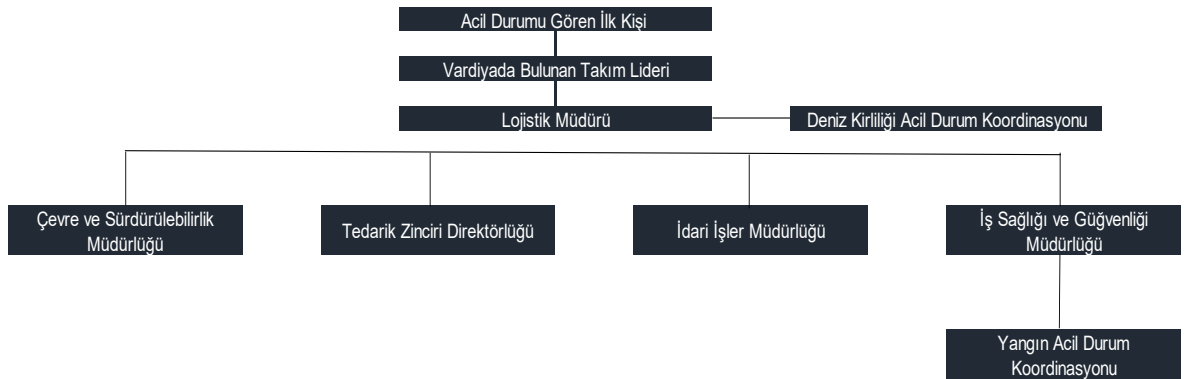 Acil Durumu Gören İlk Kişi
Vardiyada Bulunan Takım Lideri
Lojistik Müdürü
Deniz Kirliliği Acil Durum Koordinasyonu
Çevre ve Sürdürülebilirlik
Müdürlüğü
Tedarik Zinciri Direktörlüğü
İdari İşler Müdürlüğü
İş Sağlığı ve Güğvenliği
Müdürlüğü
Yangın Acil Durum
Koordinasyonu